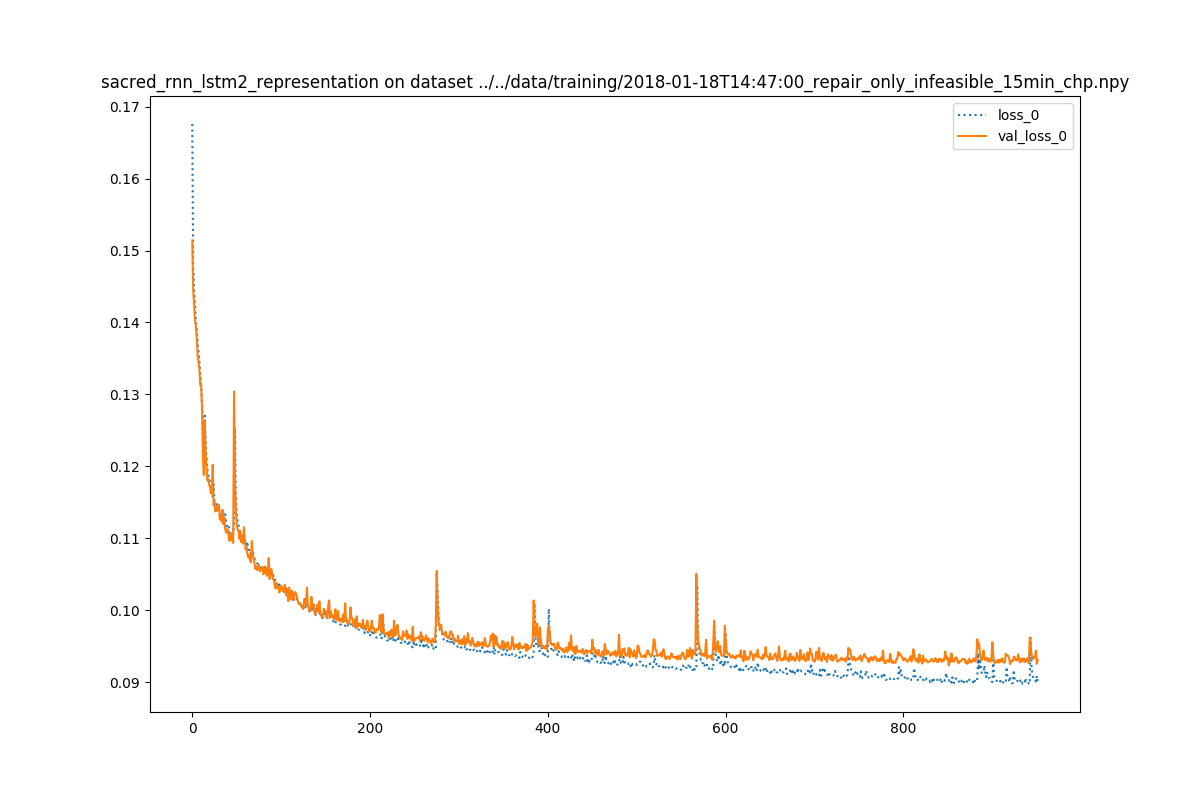 sacred_rnn_lstm2_representation on dataset ../../data/training/2018-01-18T14:47:00_repair_only_infeasible_15min_chp.npy
0.17
0.16
0.15
0.14
0.13
0.12
0.11
0.10
0.09
loss_0
val_loss_0
0 200 400 600 800